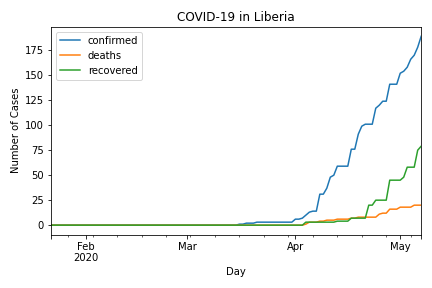 COVID-19 in Liberia
confirmed
deaths
recovered
Number of Cases
175
150
125
100
75
50
25
0
Feb
2020
Mar
Apr
May
Day